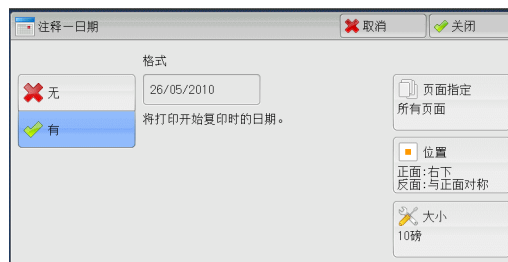 注释一日期
取消
关闭
格式
无
26/05/2010
有
将打印开始复印时的日期。
页面指定
所有页面
位置
正面:右下
反面:与正面对称
大小
10磅